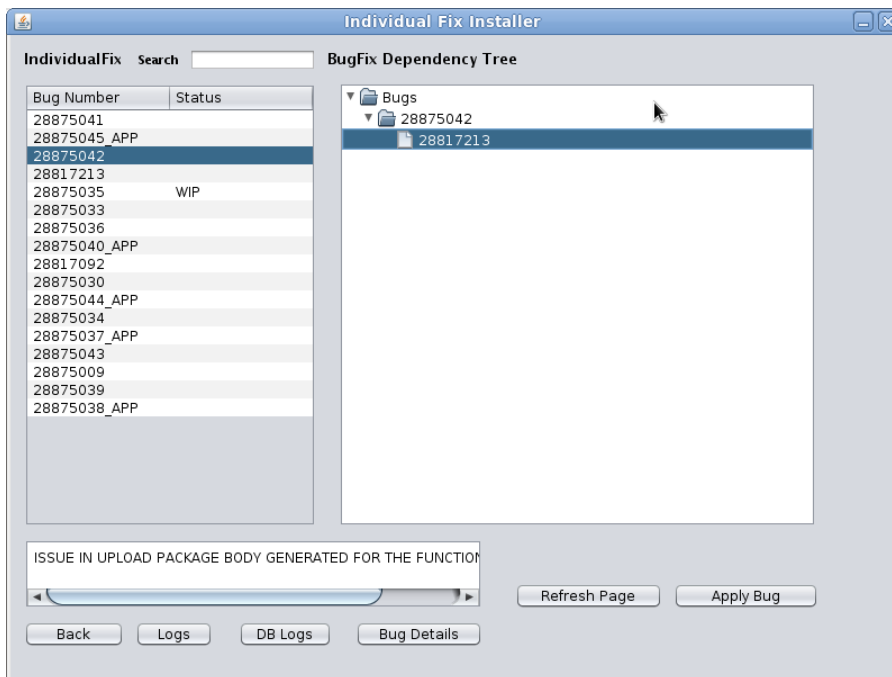 Individual Fix Installer
IndividualFix Search
BugFix Dependency Tree
Bug Number Status
28875041
28875045_APP
28875042
28817213
28875035 WIP
28875033
28875036
28875040_APP
28817092
28875030
28875044_APP
28875034
28875037_APP
28875043
28875009
28875039
28875038_APP
Bugs
28875042
28817213
ISSUE IN UPLOAD PACKAGE BODY GENERATED FOR THE FUNCTION
Refresh Page Apply Bug
Back Logs DB Logs Bug Details